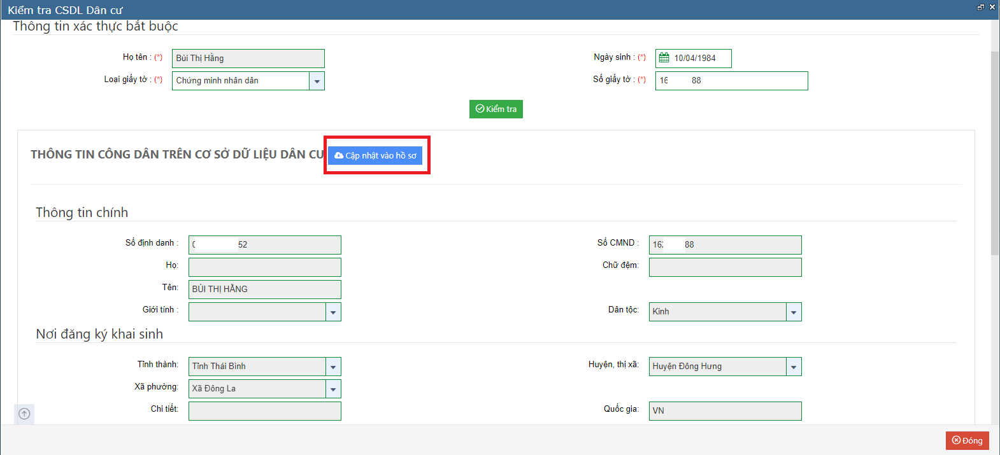 Kiểm tra CSDL Dân cư
Thông tin xác thực bắt buộc
Họ tên : (*) Bùi Thị Hằng Ngày sinh : (*) 10/04/1984
Loại giấy tờ : (*) Chứng minh nhân dân Số giấy tờ : (*) 16 88
Kiểm tra
THÔNG TIN CÔNG DÂN TRÊN CƠ SỞ DỮ LIỆU DÂN CƯ Cập nhật vào hồ sơ
Thông tin chính
Số định danh : 52 Số CMND : 16 88
Họ: Chữ đệm:
Tên: BÙI THỊ HẰNG
Giới tính : Dân tộc: Kinh
Nơi đăng ký khai sinh
Tỉnh thành: Tỉnh Thái Bình Huyện, thị xã: Huyện Đông Hưng
Xã phường: Xã Đông La
Chi tiết: Quốc gia: VN
Đóng